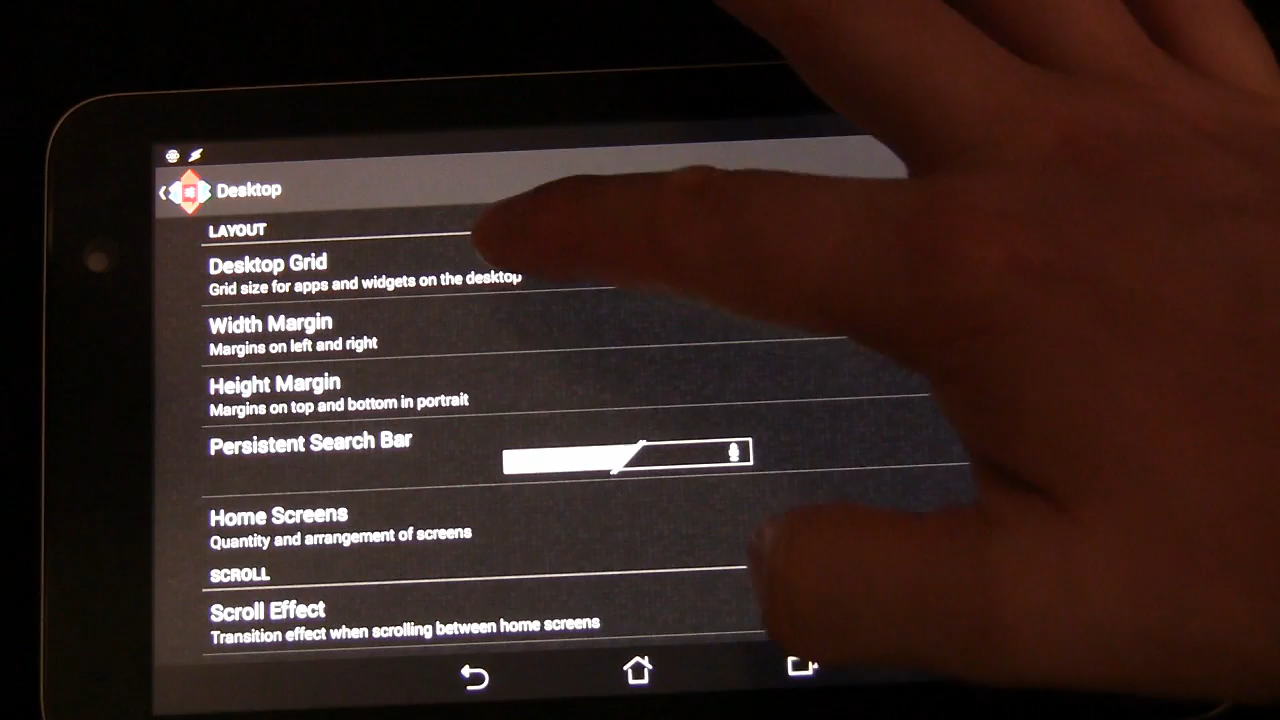 Desktop
LAYOUT
Desktop Grid
Grid size for apps and widgets on the desktop
Width Margin
Margins on left and right
Height Margin
Margins on top and bottom in portrait
Persistent Search Bar
Home Screens
Quantity and arrangement of screens
SCROLL
Scroll Effect
Transition effect when scrolling between home screens